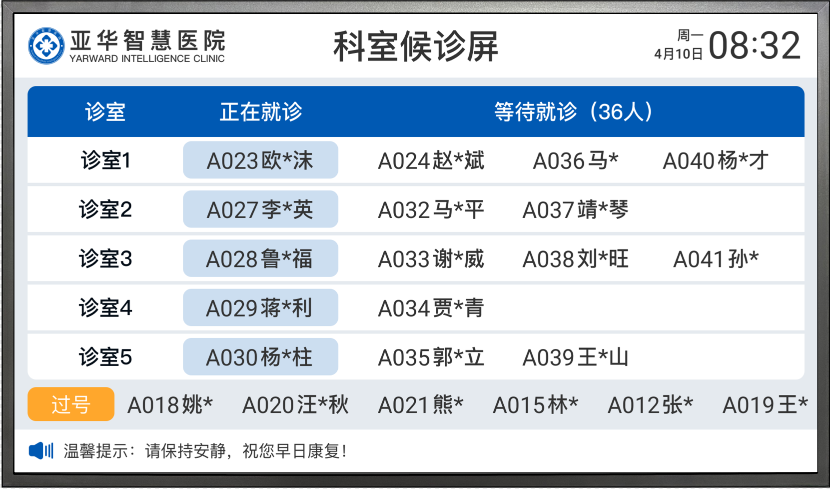 亚华智慧医院
YARWARD INTELLIGENCE CLINIC
科室候诊屏
周一
4月10日
08:32
诊室 正在就诊 等待就诊（36人）
诊室1 A023欧*沫 A024赵*斌 A036马* A040杨*才
诊室2 A027李*英 A032马*平 A037靖*琴
诊室3 A028鲁*福 A033谢*威 A038刘*旺 A041孙*
诊室4 A029蒋*利 A034贾*青
诊室5 A030杨*柱 A035郭*立 A039王*山
过号 A018姚* A020汪*秋 A021熊* A015林* A012张* A019王*
温馨提示：请保持安静，祝您早日康复！